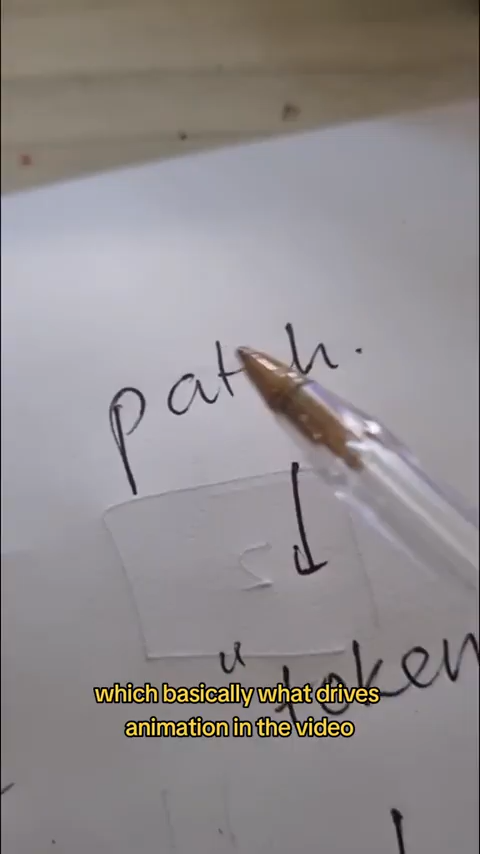 patch.
"token
which basically what drives
animation in the video